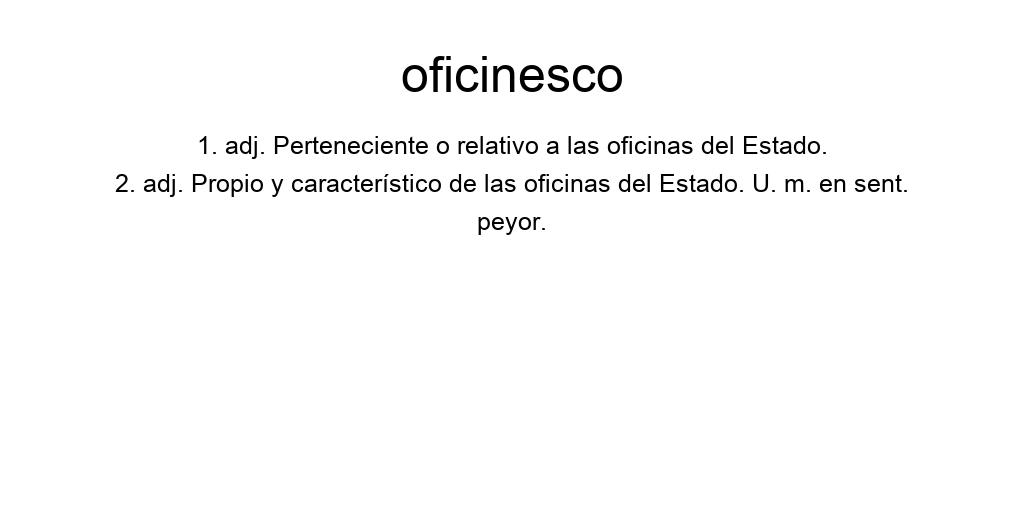 oficinesco
1. adj. Perteneciente o relativo a las oficinas del Estado.
2. adj. Propio y característico de las oficinas del Estado. U. m. en sent.
peyor.